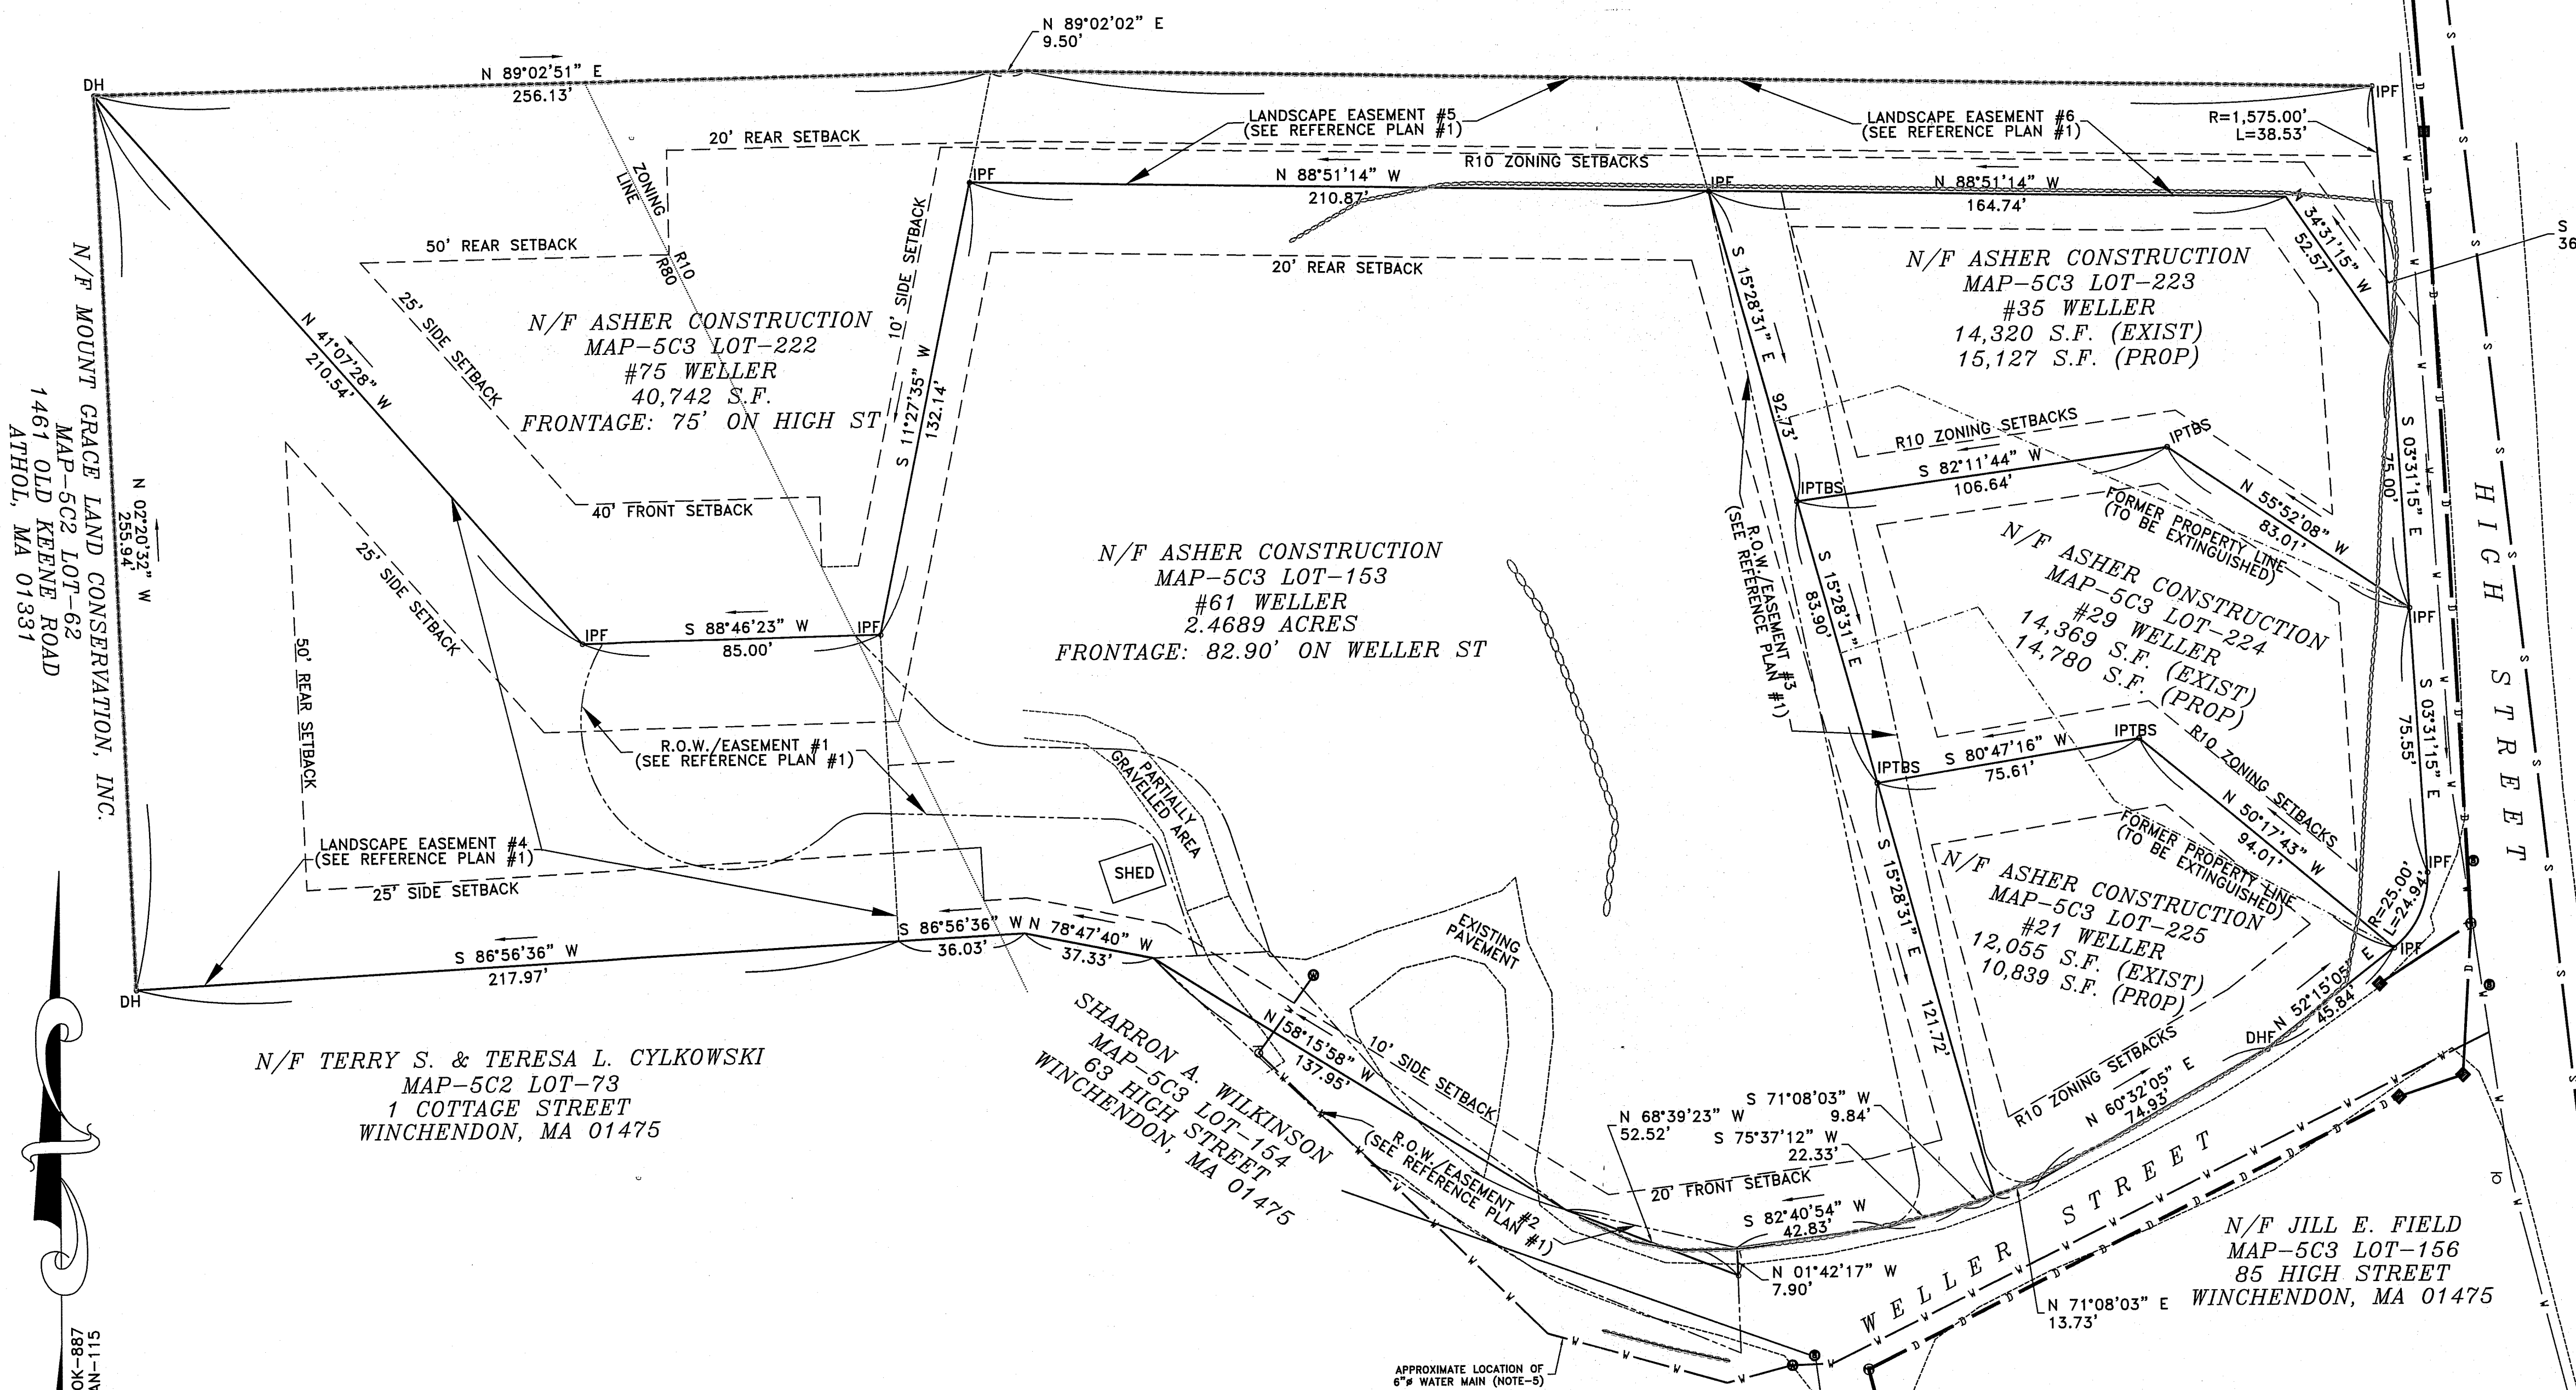 N 89°02'02" E
9.50'
DH
N 89°02'51" E
256.13'
IPF
R=1,575.00'
L=38.53'
LANDSCAPE EASEMENT #5
(SEE REFERENCE PLAN #1)
LANDSCAPE EASEMENT #6
(SEE REFERENCE PLAN #1)
20' REAR SETBACK
R10 ZONING SETBACKS
ZONING
LINE
R10
R80
IPF
N 88°51'14" W
210.87'
IPF
N 88°51'14" W
164.74'
N 34°31'15" W
52.57'
S
36
50' REAR SETBACK
25' SIDE SETBACK
10' SIDE SETBACK
20' REAR SETBACK
N/F ASHER CONSTRUCTION
MAP-5C3 LOT-223
#35 WELLER
14,320 S.F. (EXIST)
15,127 S.F. (PROP)
N/F ASHER CONSTRUCTION
MAP-5C3 LOT-222
#75 WELLER
40,742 S.F.
FRONTAGE: 75' ON HIGH ST
N 41°07'28" W
210.54'
S 11°27'35" W
132.14'
S 15°28'31" E
92.73'
R10 ZONING SETBACKS
IPTBS
S 82°11'44" W
106.64'
IPTBS
N 55°52'08" W
83.01'
S 03°31'15" E
75.00'
FORMER PROPERTY LINE
(TO BE EXTINGUISHED)
N/F MOUNT GRACE LAND CONSERVATION, INC.
MAP-5C2 LOT-62
1461 OLD KEENE ROAD
ATHOL, MA 01331
N 02°20'32" W
255.94'
40' FRONT SETBACK
25' SIDE SETBACK
50' REAR SETBACK
N/F ASHER CONSTRUCTION
MAP-5C3 LOT-153
#61 WELLER
2.4689 ACRES
FRONTAGE: 82.90' ON WELLER ST
R.O.W./EASEMENT #3
(SEE REFERENCE PLAN #1)
S 15°28'31" E
83.90'
N/F ASHER CONSTRUCTION
MAP-5C3 LOT-224
#29 WELLER
14,369 S.F. (EXIST)
14,780 S.F. (PROP)
IPF
HIGH STREET
IPF
S 88°46'23" W
85.00'
IPF
R.O.W./EASEMENT #1
(SEE REFERENCE PLAN #1)
PARTIALLY
GRAVELLED AREA
IPTBS
S 80°47'16" W
75.61'
IPTBS
R10 ZONING SETBACKS
N 50°17'43" W
94.01'
S 03°31'15" E
75.55'
IPF
R=25.00'
L=24.94'
IPF
FORMER PROPERTY LINE
(TO BE EXTINGUISHED)
LANDSCAPE EASEMENT #4
(SEE REFERENCE PLAN #1)
25' SIDE SETBACK
SHED
EXISTING
PAVEMENT
S 15°28'31" E
121.72'
N/F ASHER CONSTRUCTION
MAP-5C3 LOT-225
#21 WELLER
12,055 S.F. (EXIST)
10,839 S.F. (PROP)
DH
S 86°56'36" W
217.97'
S 86°56'36" W
36.03'
N 78°47'40" W
37.33'
N 58°15'58" W
137.95'
10' SIDE SETBACK
N/F TERRY S. & TERESA L. CYLKOWSKI
MAP-5C2 LOT-73
1 COTTAGE STREET
WINCHENDON, MA 01475
SHARRON A. WILKINSON
MAP-5C3 LOT-154
63 HIGH STREET
WINCHENDON, MA 01475
R.O.W./EASEMENT #2
(SEE REFERENCE PLAN #1)
N 68°39'23" W
52.52'
S 71°08'03" W
9.84'
S 75°37'12" W
22.33'
20' FRONT SETBACK
S 82°40'54" W
42.83'
N 01°42'17" W
7.90'
R10 ZONING SETBACKS
N 60°32'05" E
74.93'
DHF
N 52°15'05" E
45.84'
WELLER STREET
N 71°08'03" E
13.73'
N/F JILL E. FIELD
MAP-5C3 LOT-156
85 HIGH STREET
WINCHENDON, MA 01475
APPROXIMATE LOCATION OF
6"ø WATER MAIN (NOTE-5)
OK-887
AN-115